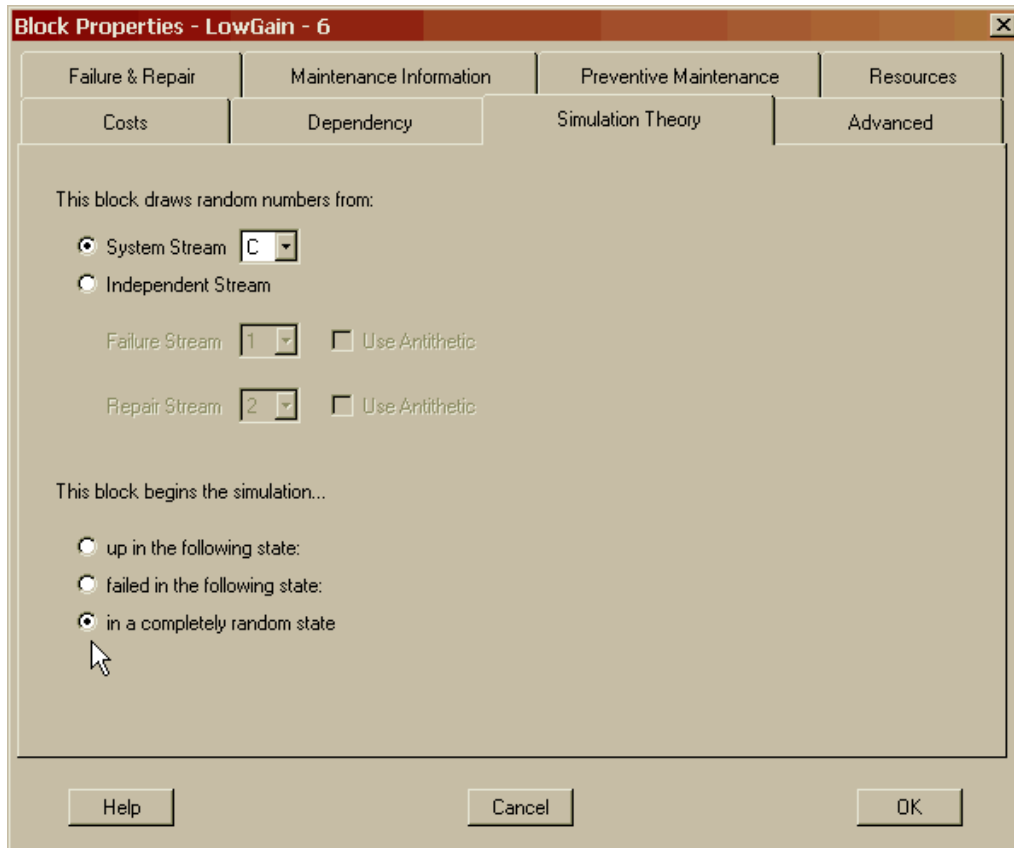 Block Properties - LowGain - 6
Failure & Repair Maintenance Information Preventive Maintenance Resources
Costs Dependency Simulation Theory Advanced
This block draws random numbers from:
System Stream C
Independent Stream
Failure Stream 1 Use Antithetic
Repair Stream 2 Use Antithetic
This block begins the simulation...
up in the following state:
failed in the following state:
in a completely random state
Help Cancel OK